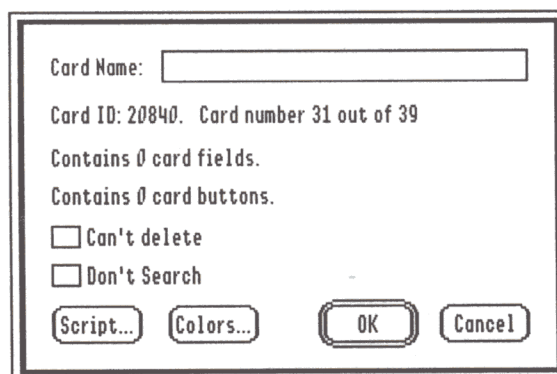 Card Name:
Card ID: 20840. Card number 31 out of 39
Contains 0 card fields.
Contains 0 card buttons.
Can't delete
Don't Search
Script... Colors... OK Cancel